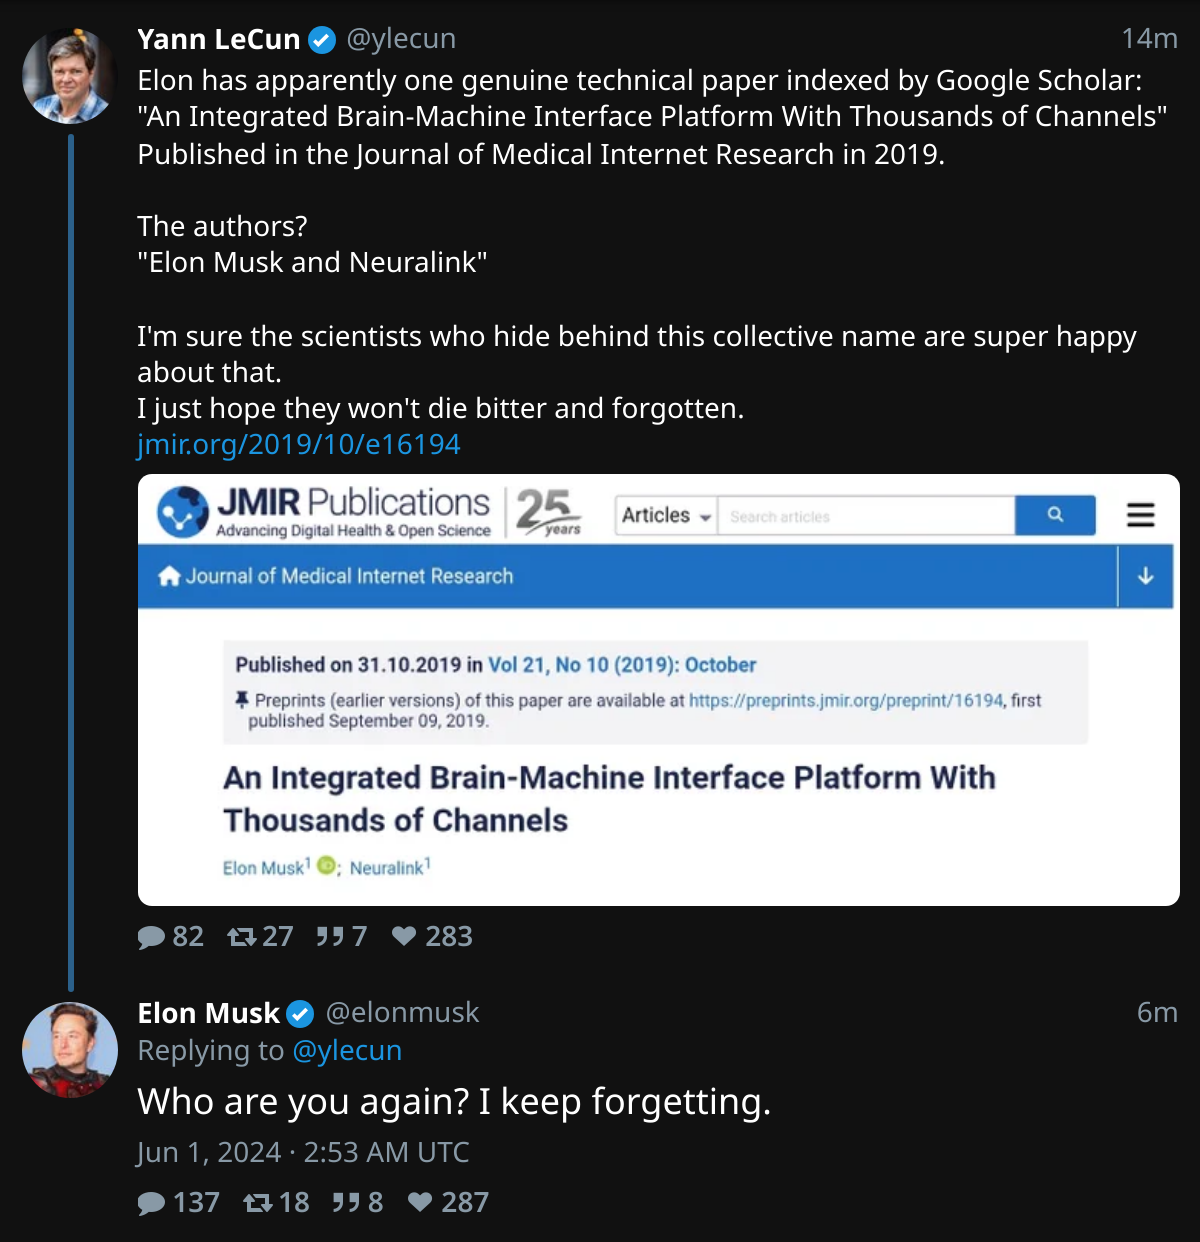 Yann LeCun @ylecun 14m
Elon has apparently one genuine technical paper indexed by Google Scholar:
"An Integrated Brain-Machine Interface Platform With Thousands of Channels"
Published in the Journal of Medical Internet Research in 2019.
The authors?
"Elon Musk and Neuralink"
I'm sure the scientists who hide behind this collective name are super happy
about that.
I just hope they won't die bitter and forgotten.
jmir.org/2019/10/e16194
JMIR Publications
Advancing Digital Health & Open Science
25
years
Articles
Search articles
Journal of Medical Internet Research
Published on 31.10.2019 in Vol 21, No 10 (2019): October
Preprints (earlier versions) of this paper are available at https://preprints.jmir.org/preprint/16194, first
published September 09, 2019.
An Integrated Brain-Machine Interface Platform With
Thousands of Channels
Elon Musk1 iD; Neuralink1
82 27 7 283
Elon Musk @elonmusk 6m
Replying to @ylecun
Who are you again? I keep forgetting.
Jun 1, 2024 · 2:53 AM UTC
137 18 8 287